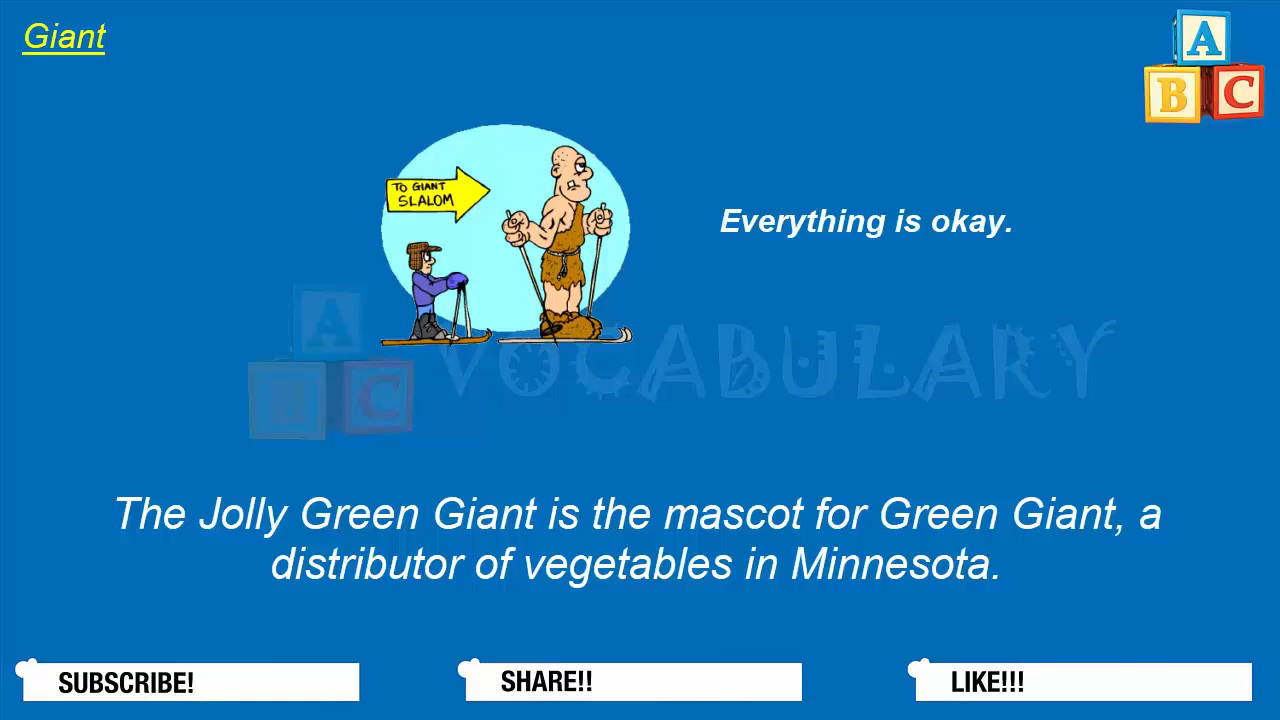 Giant
A
B C
TO GIANT
SLALOM
Everything is okay.
A
B C
VOCABULARY
The Jolly Green Giant is the mascot for Green Giant, a
distributor of vegetables in Minnesota.
SUBSCRIBE!
SHARE!!
LIKE!!!